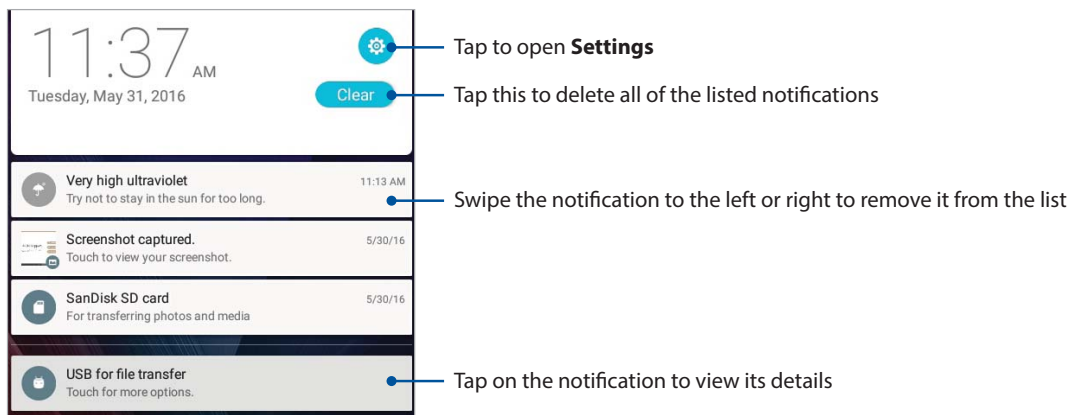 11:37 AM
Tuesday, May 31, 2016
Tap to open Settings
Clear
Tap this to delete all of the listed notifications
Very high ultraviolet 11:13 AM
Try not to stay in the sun for too long.
Swipe the notification to the left or right to remove it from the list
Screenshot captured. 5/30/16
Touch to view your screenshot.
SanDisk SD card 5/30/16
For transferring photos and media
USB for file transfer
Touch for more options.
Tap on the notification to view its details